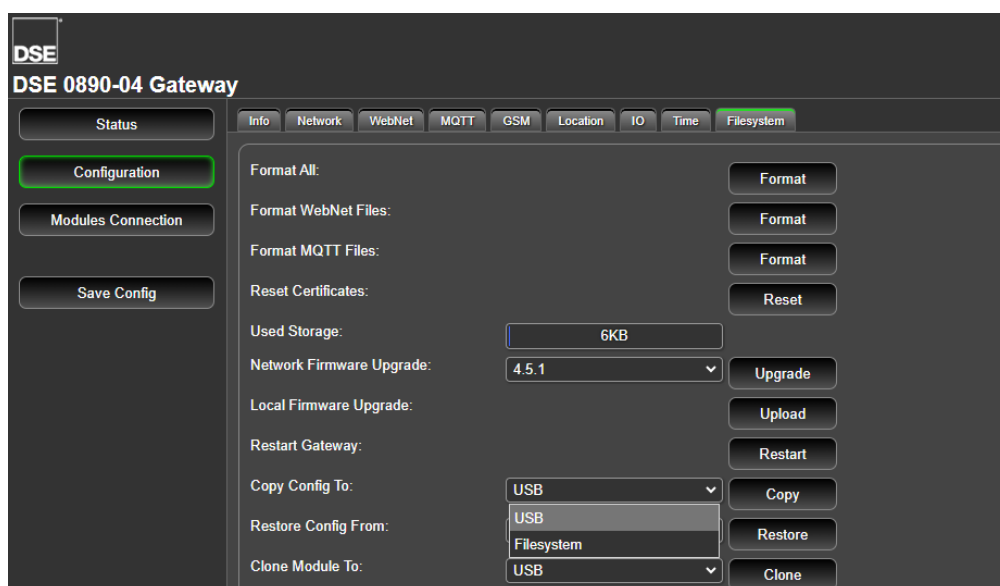 DSE
DSE 0890-04 Gateway
Status
Configuration
Modules Connection
Save Config
Info Network WebNet MQTT GSM Location IO Time Filesystem
Format All: Format
Format WebNet Files: Format
Format MQTT Files: Format
Reset Certificates: Reset
Used Storage: 6KB
Network Firmware Upgrade: 4.5.1 Upgrade
Local Firmware Upgrade: Upload
Restart Gateway: Restart
Copy Config To: USB Copy
USB
Filesystem
Restore Config From: Restore
Clone Module To: USB Clone